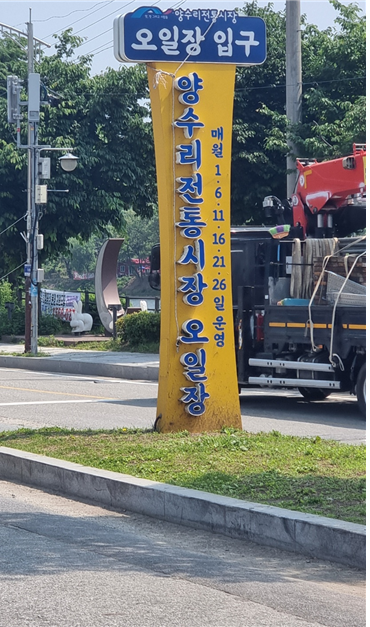 양수리전통시장
오일장 입구
양수리전통시장 오일장
매월 1·6·11·16·21·26일 운영